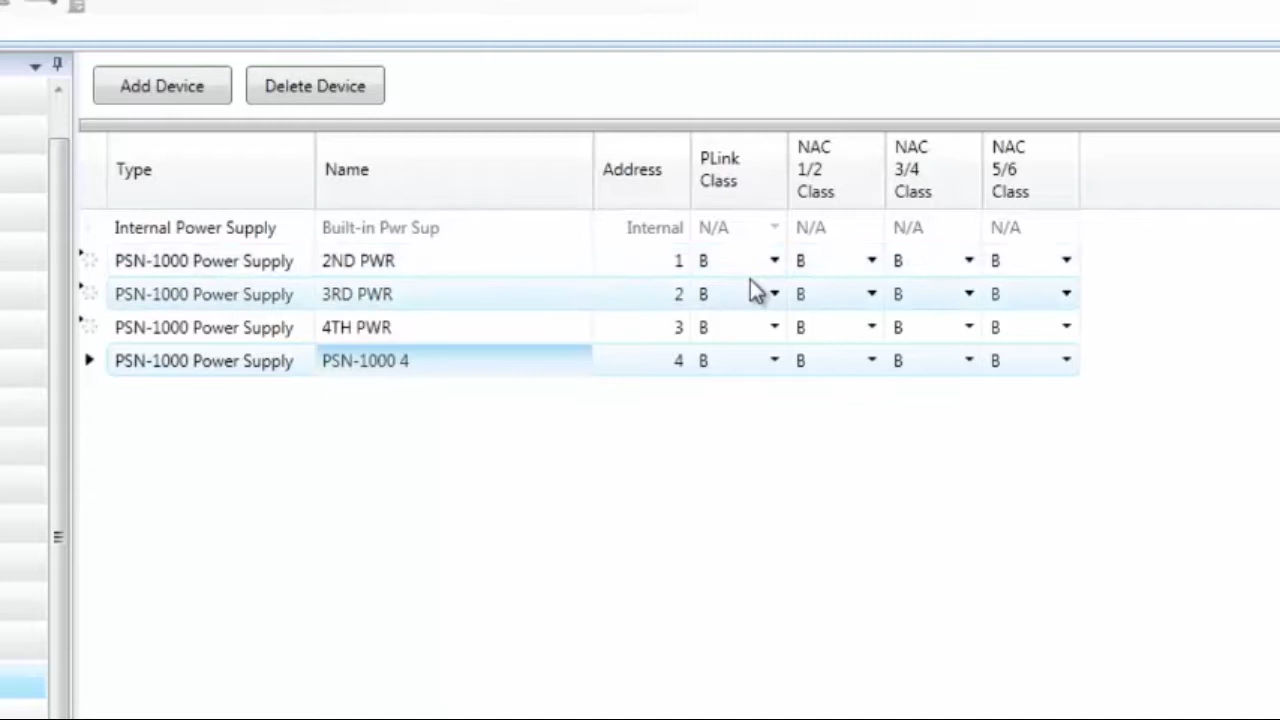 Add Device Delete Device
Type Name Address PLink Class NAC 1/2 Class NAC 3/4 Class NAC 5/6 Class
Internal Power Supply Built-in Pwr Sup Internal N/A N/A N/A N/A
PSN-1000 Power Supply 2ND PWR 1 B B B B
PSN-1000 Power Supply 3RD PWR 2 B B B B
PSN-1000 Power Supply 4TH PWR 3 B B B B
PSN-1000 Power Supply PSN-1000 4 4 B B B B